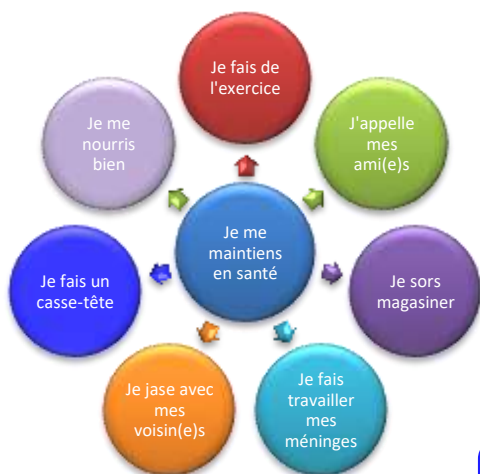 Je fais de
l'exercice
J'appelle
mes
ami(e)s
Je sors
magasiner
Je fais
travailler
mes
méninges
Je jase avec
mes
voisin(e)s
Je fais un
casse-tête
Je me
nourris
bien
Je me
maintiens
en santé